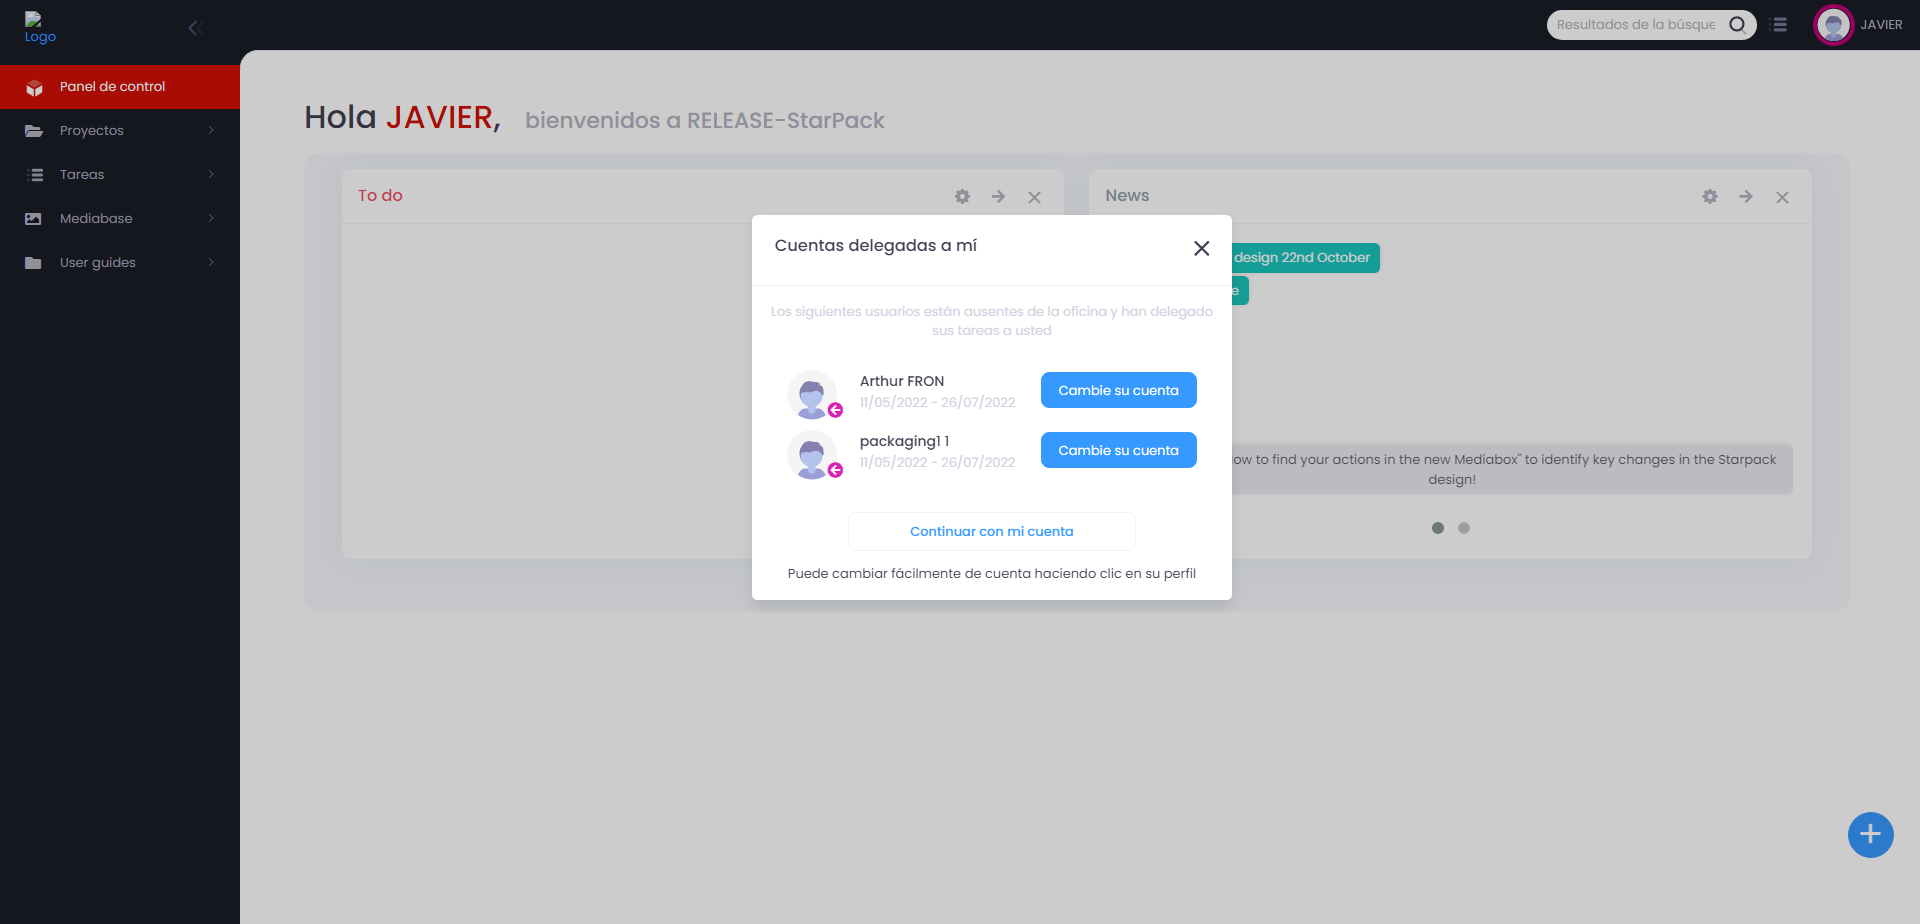 Logo
Resultados de la búsque
JAVIER
Panel de control
Proyectos
Tareas
Mediabase
User guides
Hola JAVIER, bienvenidos a RELEASE-StarPack
To do
News
design 22nd October
e
Cuentas delegadas a mí
Los siguientes usuarios están ausentes de la oficina y han delegado
sus tareas a usted
Arthur FRON
11/05/2022 - 26/07/2022
Cambie su cuenta
packaging1 1
11/05/2022 - 26/07/2022
Cambie su cuenta
Continuar con mi cuenta
Puede cambiar fácilmente de cuenta haciendo clic en su perfil
ow to find your actions in the new Mediabox" to identify key changes in the Starpack
design!